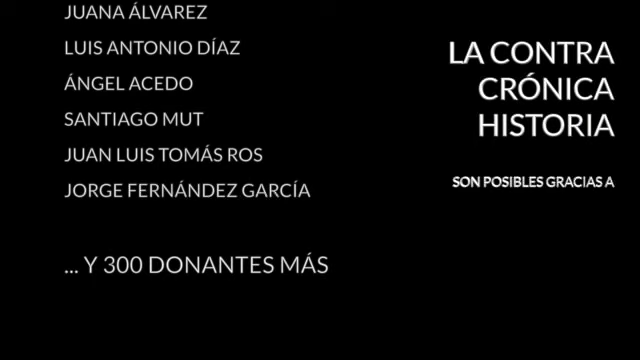 JUANA ÁLVAREZ
LUIS ANTONIO DÍAZ
ÁNGEL ACEDO
SANTIAGO MUT
JUAN LUIS TOMÁS ROS
JORGE FERNÁNDEZ GARCÍA
... Y 300 DONANTES MÁS
LA CONTRA
CRÓNICA
HISTORIA
SON POSIBLES GRACIAS A